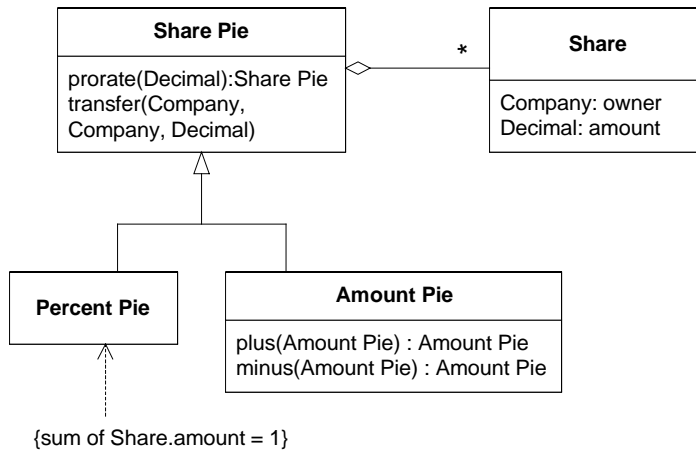 Share Pie
prorate(Decimal):Share Pie
transfer(Company,
Company, Decimal)
*
Share
Company: owner
Decimal: amount
Percent Pie
Amount Pie
plus(Amount Pie) : Amount Pie
minus(Amount Pie) : Amount Pie
{sum of Share.amount = 1}